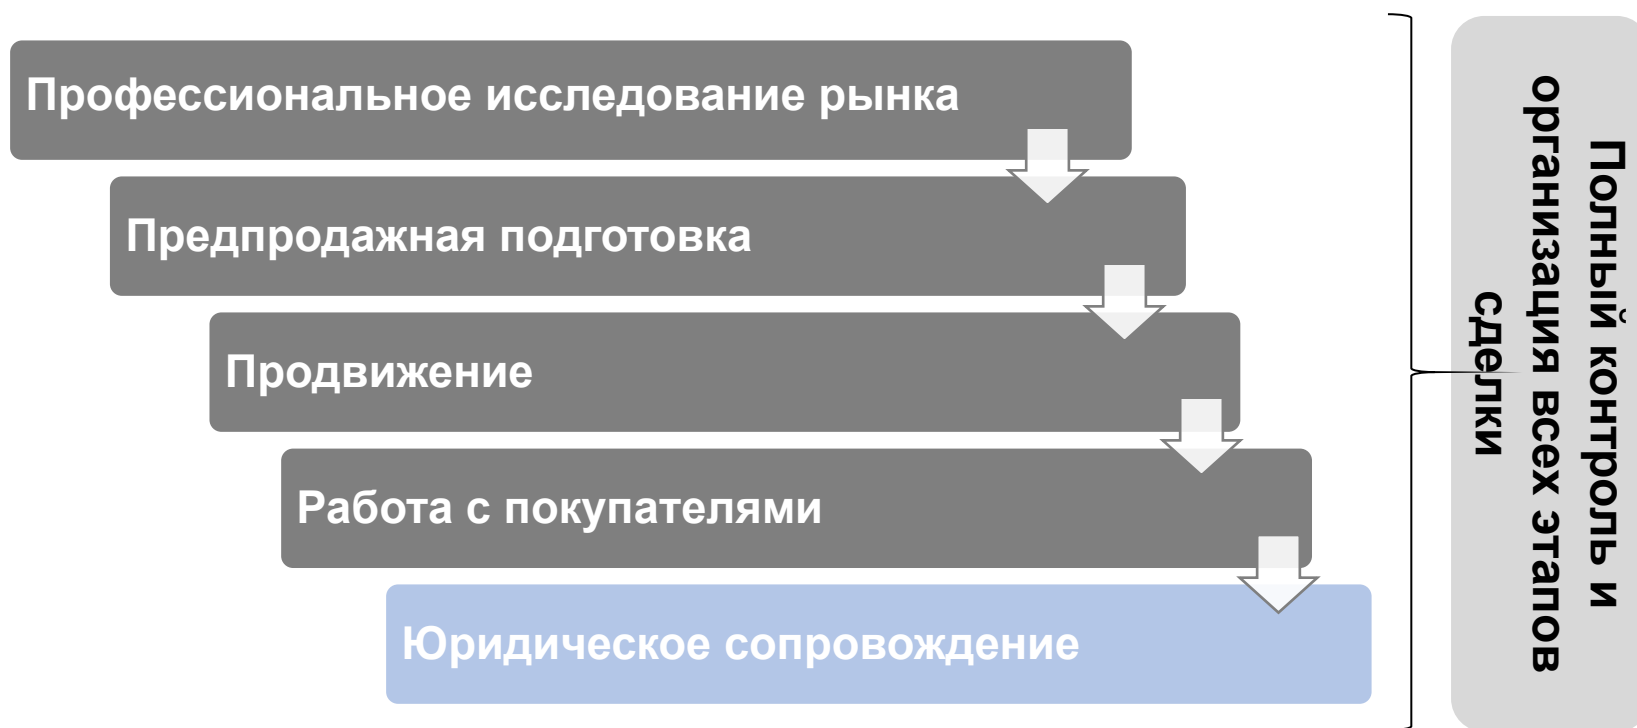 Профессиональное исследование рынка
Предпродажная подготовка
Продвижение
Работа с покупателями
Юридическое сопровождение
Полный контроль и
организация всех этапов
сделки